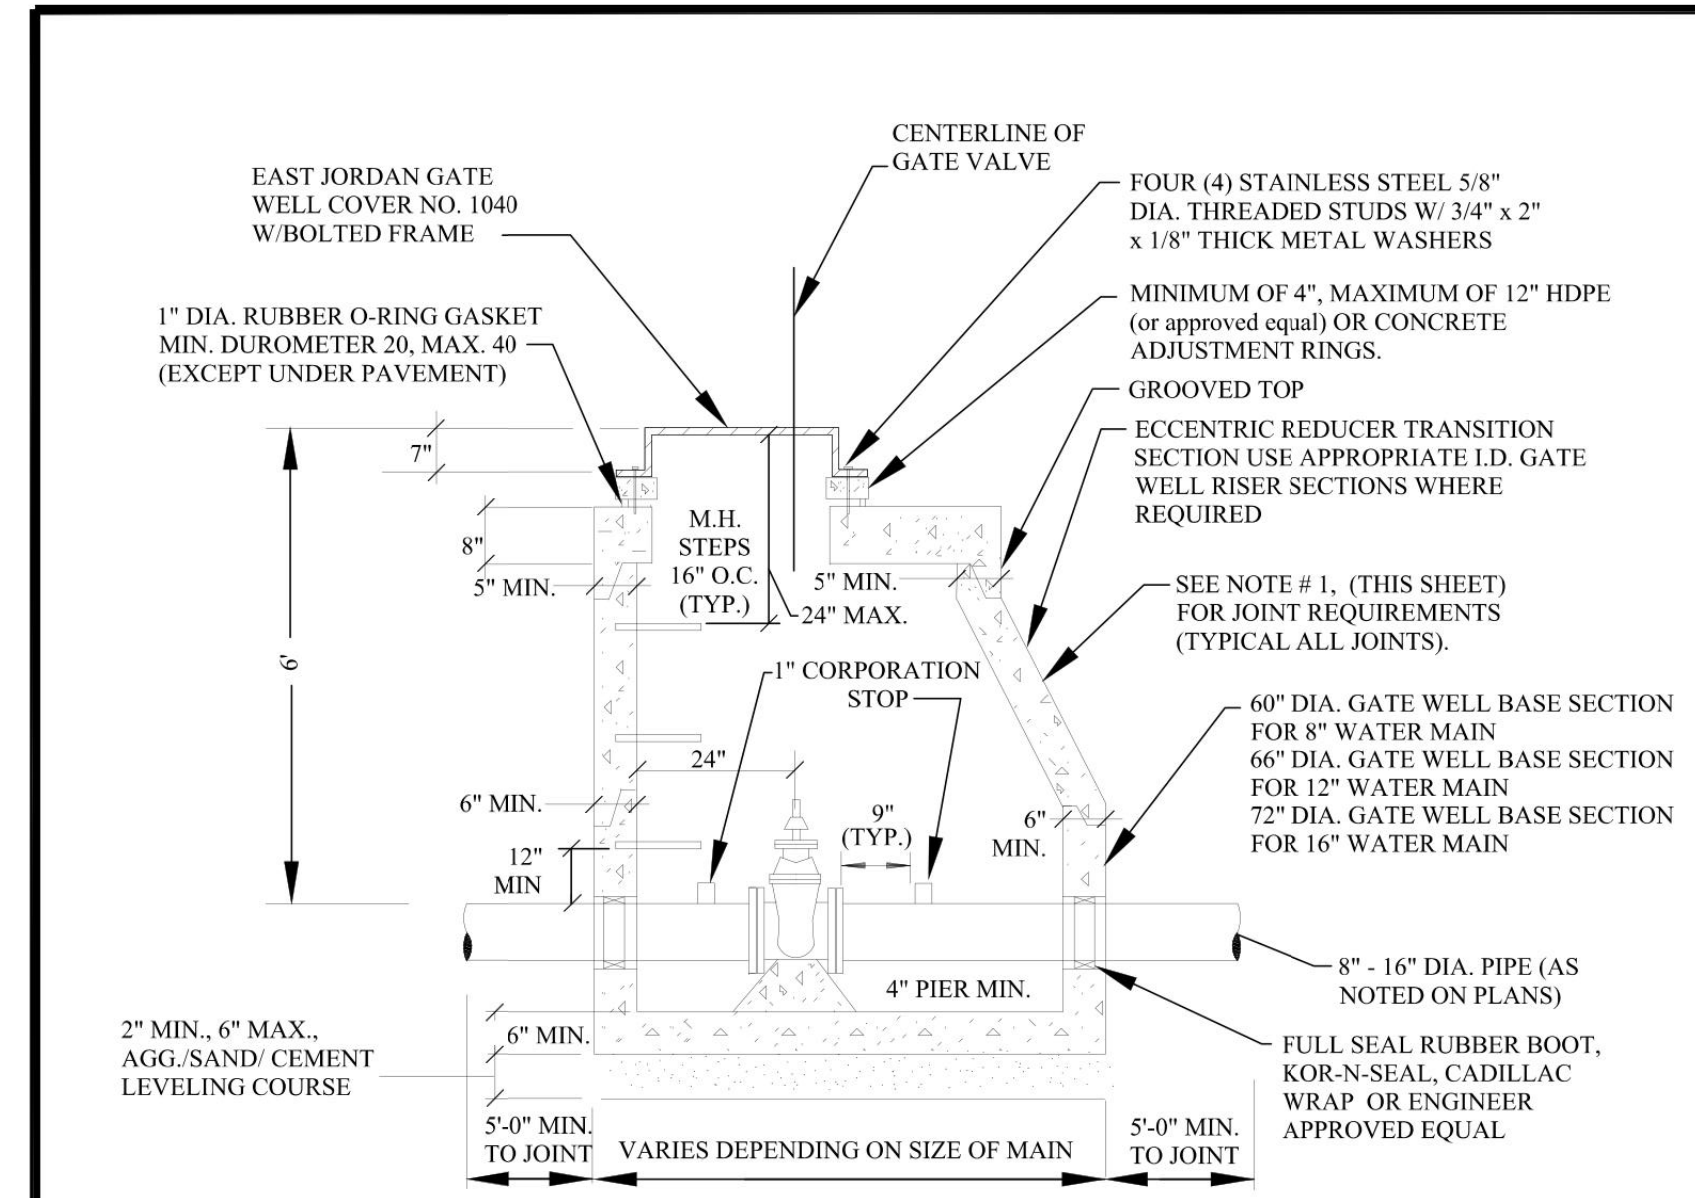 CENTERLINE OF
GATE VALVE
EAST JORDAN GATE
WELL COVER NO. 1040
W/BOLTED FRAME
FOUR (4) STAINLESS STEEL 5/8"
DIA. THREADED STUDS W/ 3/4" x 2"
x 1/8" THICK METAL WASHERS
1" DIA. RUBBER O-RING GASKET
MIN. DUROMETER 20, MAX. 40
(EXCEPT UNDER PAVEMENT)
MINIMUM OF 4", MAXIMUM OF 12" HDPE
(or approved equal) OR CONCRETE
ADJUSTMENT RINGS.
GROOVED TOP
ECCENTRIC REDUCER TRANSITION
SECTION USE APPROPRIATE I.D. GATE
WELL RISER SECTIONS WHERE
REQUIRED
7"
8"
M.H.
STEPS
16" O.C.
(TYP.)
5" MIN.
5" MIN.
24" MAX.
SEE NOTE # 1, (THIS SHEET)
FOR JOINT REQUIREMENTS
(TYPICAL ALL JOINTS).
6'
1" CORPORATION
STOP
60" DIA. GATE WELL BASE SECTION
FOR 8" WATER MAIN
66" DIA. GATE WELL BASE SECTION
FOR 12" WATER MAIN
72" DIA. GATE WELL BASE SECTION
FOR 16" WATER MAIN
24"
6" MIN.
9"
(TYP.)
6"
MIN.
12"
MIN
4" PIER MIN.
8" - 16" DIA. PIPE (AS
NOTED ON PLANS)
6" MIN.
2" MIN., 6" MAX.,
AGG./SAND/ CEMENT
LEVELING COURSE
FULL SEAL RUBBER BOOT,
KOR-N-SEAL, CADILLAC
WRAP OR ENGINEER
APPROVED EQUAL
5'-0" MIN.
TO JOINT
VARIES DEPENDING ON SIZE OF MAIN
5'-0" MIN.
TO JOINT